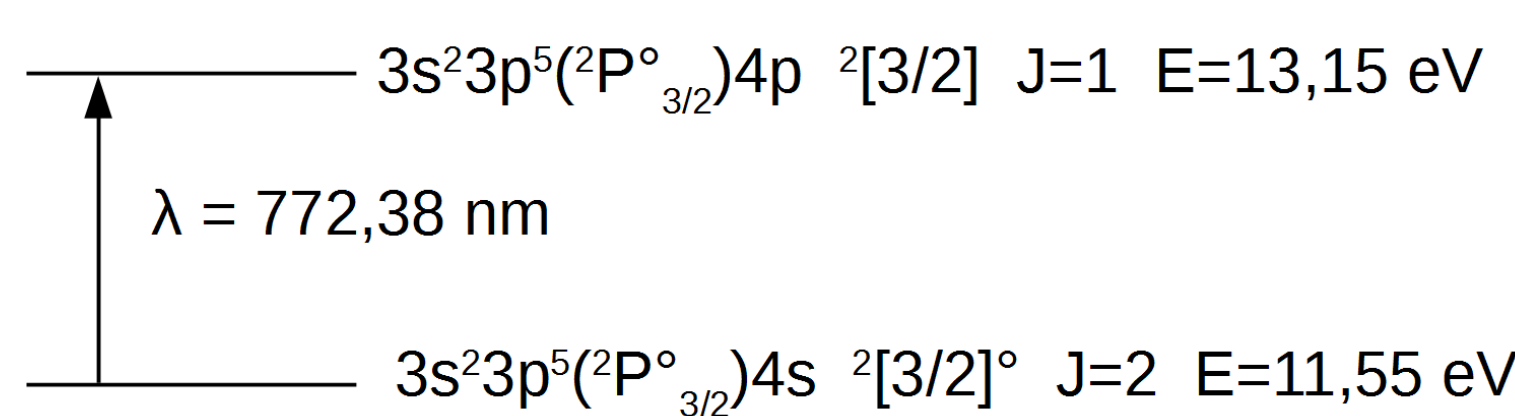 3s²3p⁵(²P°₃/₂)4p ²[3/2] J=1 E=13,15 eV
λ = 772,38 nm
3s²3p⁵(²P°₃/₂)4s ²[3/2]° J=2 E=11,55 eV